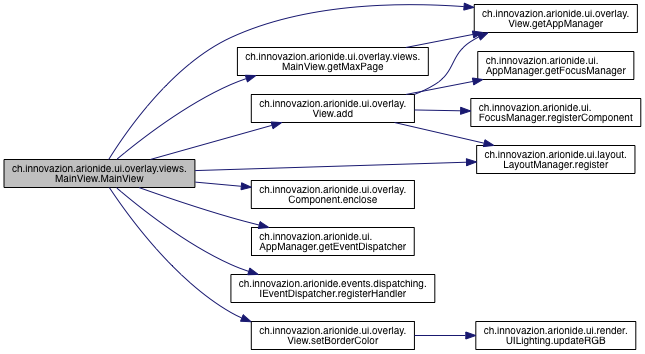 ch.innovazion.arionide.ui.overlay.
View.getAppManager
ch.innovazion.arionide.ui.overlay.views.
MainView.getMaxPage
ch.innovazion.arionide.ui.
AppManager.getFocusManager
ch.innovazion.arionide.ui.overlay.
View.add
ch.innovazion.arionide.ui.
FocusManager.registerComponent
ch.innovazion.arionide.ui.layout.
LayoutManager.register
ch.innovazion.arionide.ui.overlay.views.
MainView.MainView
ch.innovazion.arionide.ui.overlay.
Component.enclose
ch.innovazion.arionide.ui.
AppManager.getEventDispatcher
ch.innovazion.arionide.events.dispatching.
IEventDispatcher.registerHandler
ch.innovazion.arionide.ui.overlay.
View.setBorderColor
ch.innovazion.arionide.ui.render.
UILighting.updateRGB